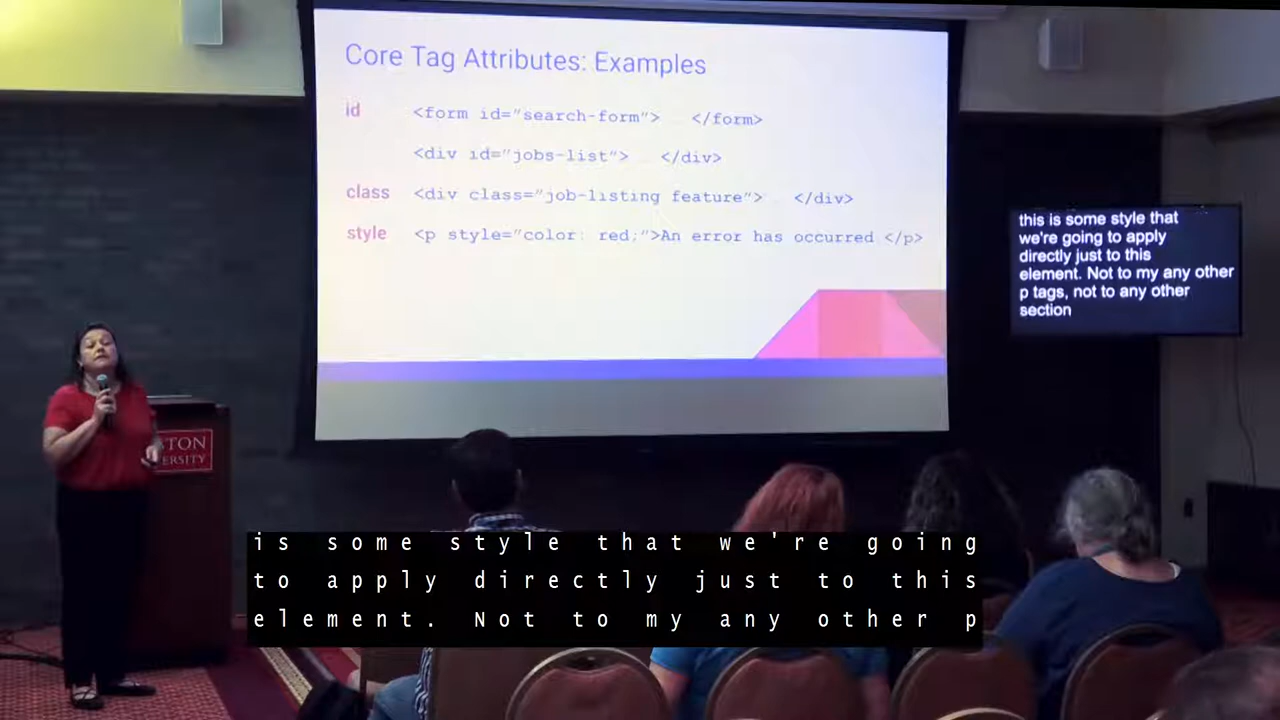 Core Tag Attributes: Examples
id <form id="search-form"> </form>
<div id="jobs-list"> </div>
class <div class="job-listing feature"> </div>
style <p style="color: red;">An error has occurred </p>
this is some style that
we're going to apply
directly just to this
element. Not to my any other
p tags, not to any other
section
TON
ERSITY
is some style that we're going
to apply directly just to this
element. Not to my any other p